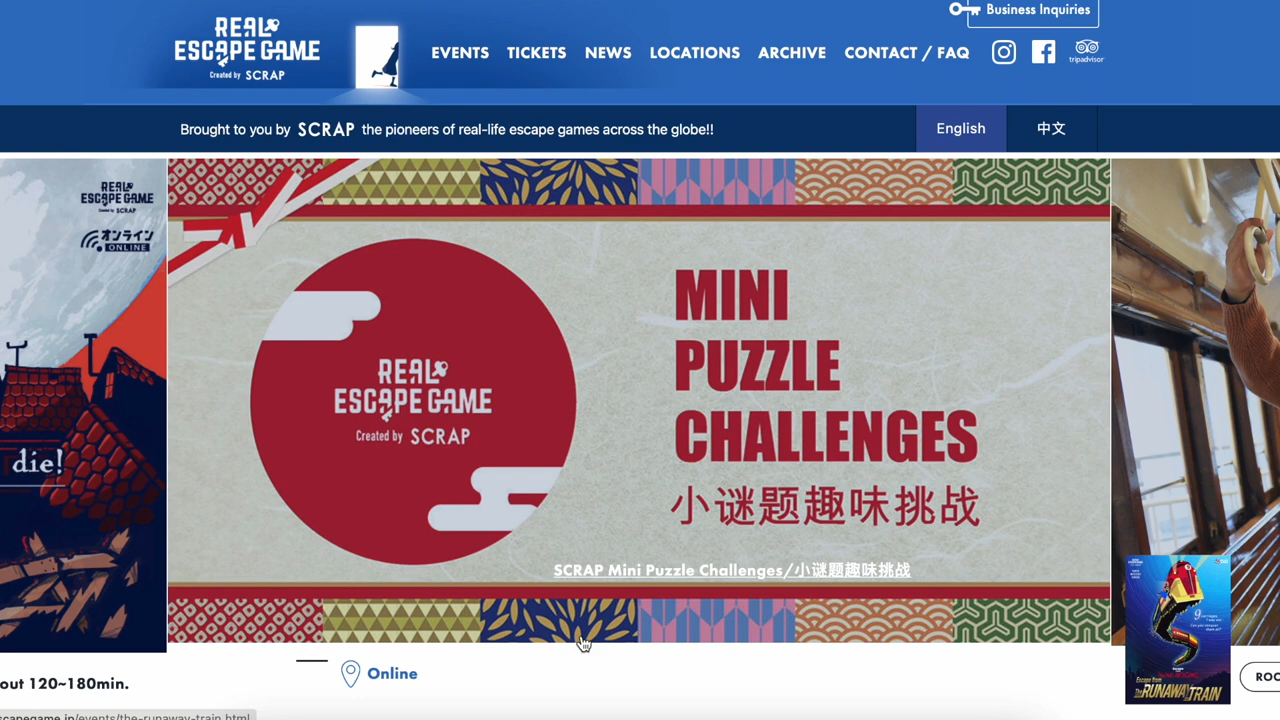 REAL
ESCAPE GAME
Created by SCRAP
Business Inquiries
EVENTS TICKETS NEWS LOCATIONS ARCHIVE CONTACT / FAQ
tripadvisor
Brought to you by SCRAP the pioneers of real-life escape games across the globe!!
English
中文
REAL
ESCAPE GAME
Created by SCRAP
オンライン
ONLINE
die!
REAL
ESCAPE GAME
Created by SCRAP
MINI
PUZZLE
CHALLENGES
小谜题趣味挑战
SCRAP Mini Puzzle Challenges/小谜题趣味挑战
Online
out 120~180min.
scapegame.jp/events/the-runaway-train.html
Escape from
The RUNAWAY TRAIN
ROO